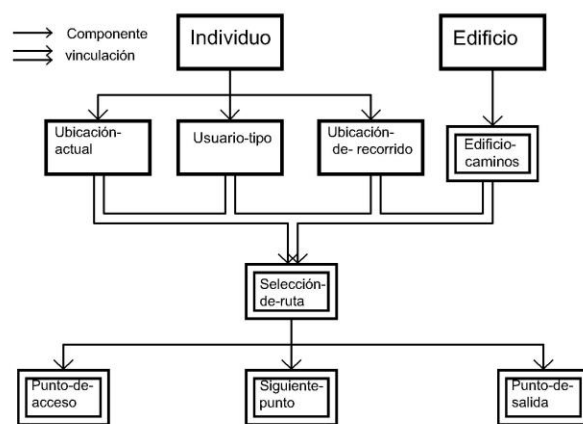 Componente
vinculación
Individuo
Edificio
Ubicación-
actual
Usuario-tipo
Ubicación-
de- recorrido
Edificio-
caminos
Selección-
de-ruta
Punto-de-
acceso
Siguiente-
punto
Punto-de-
salida